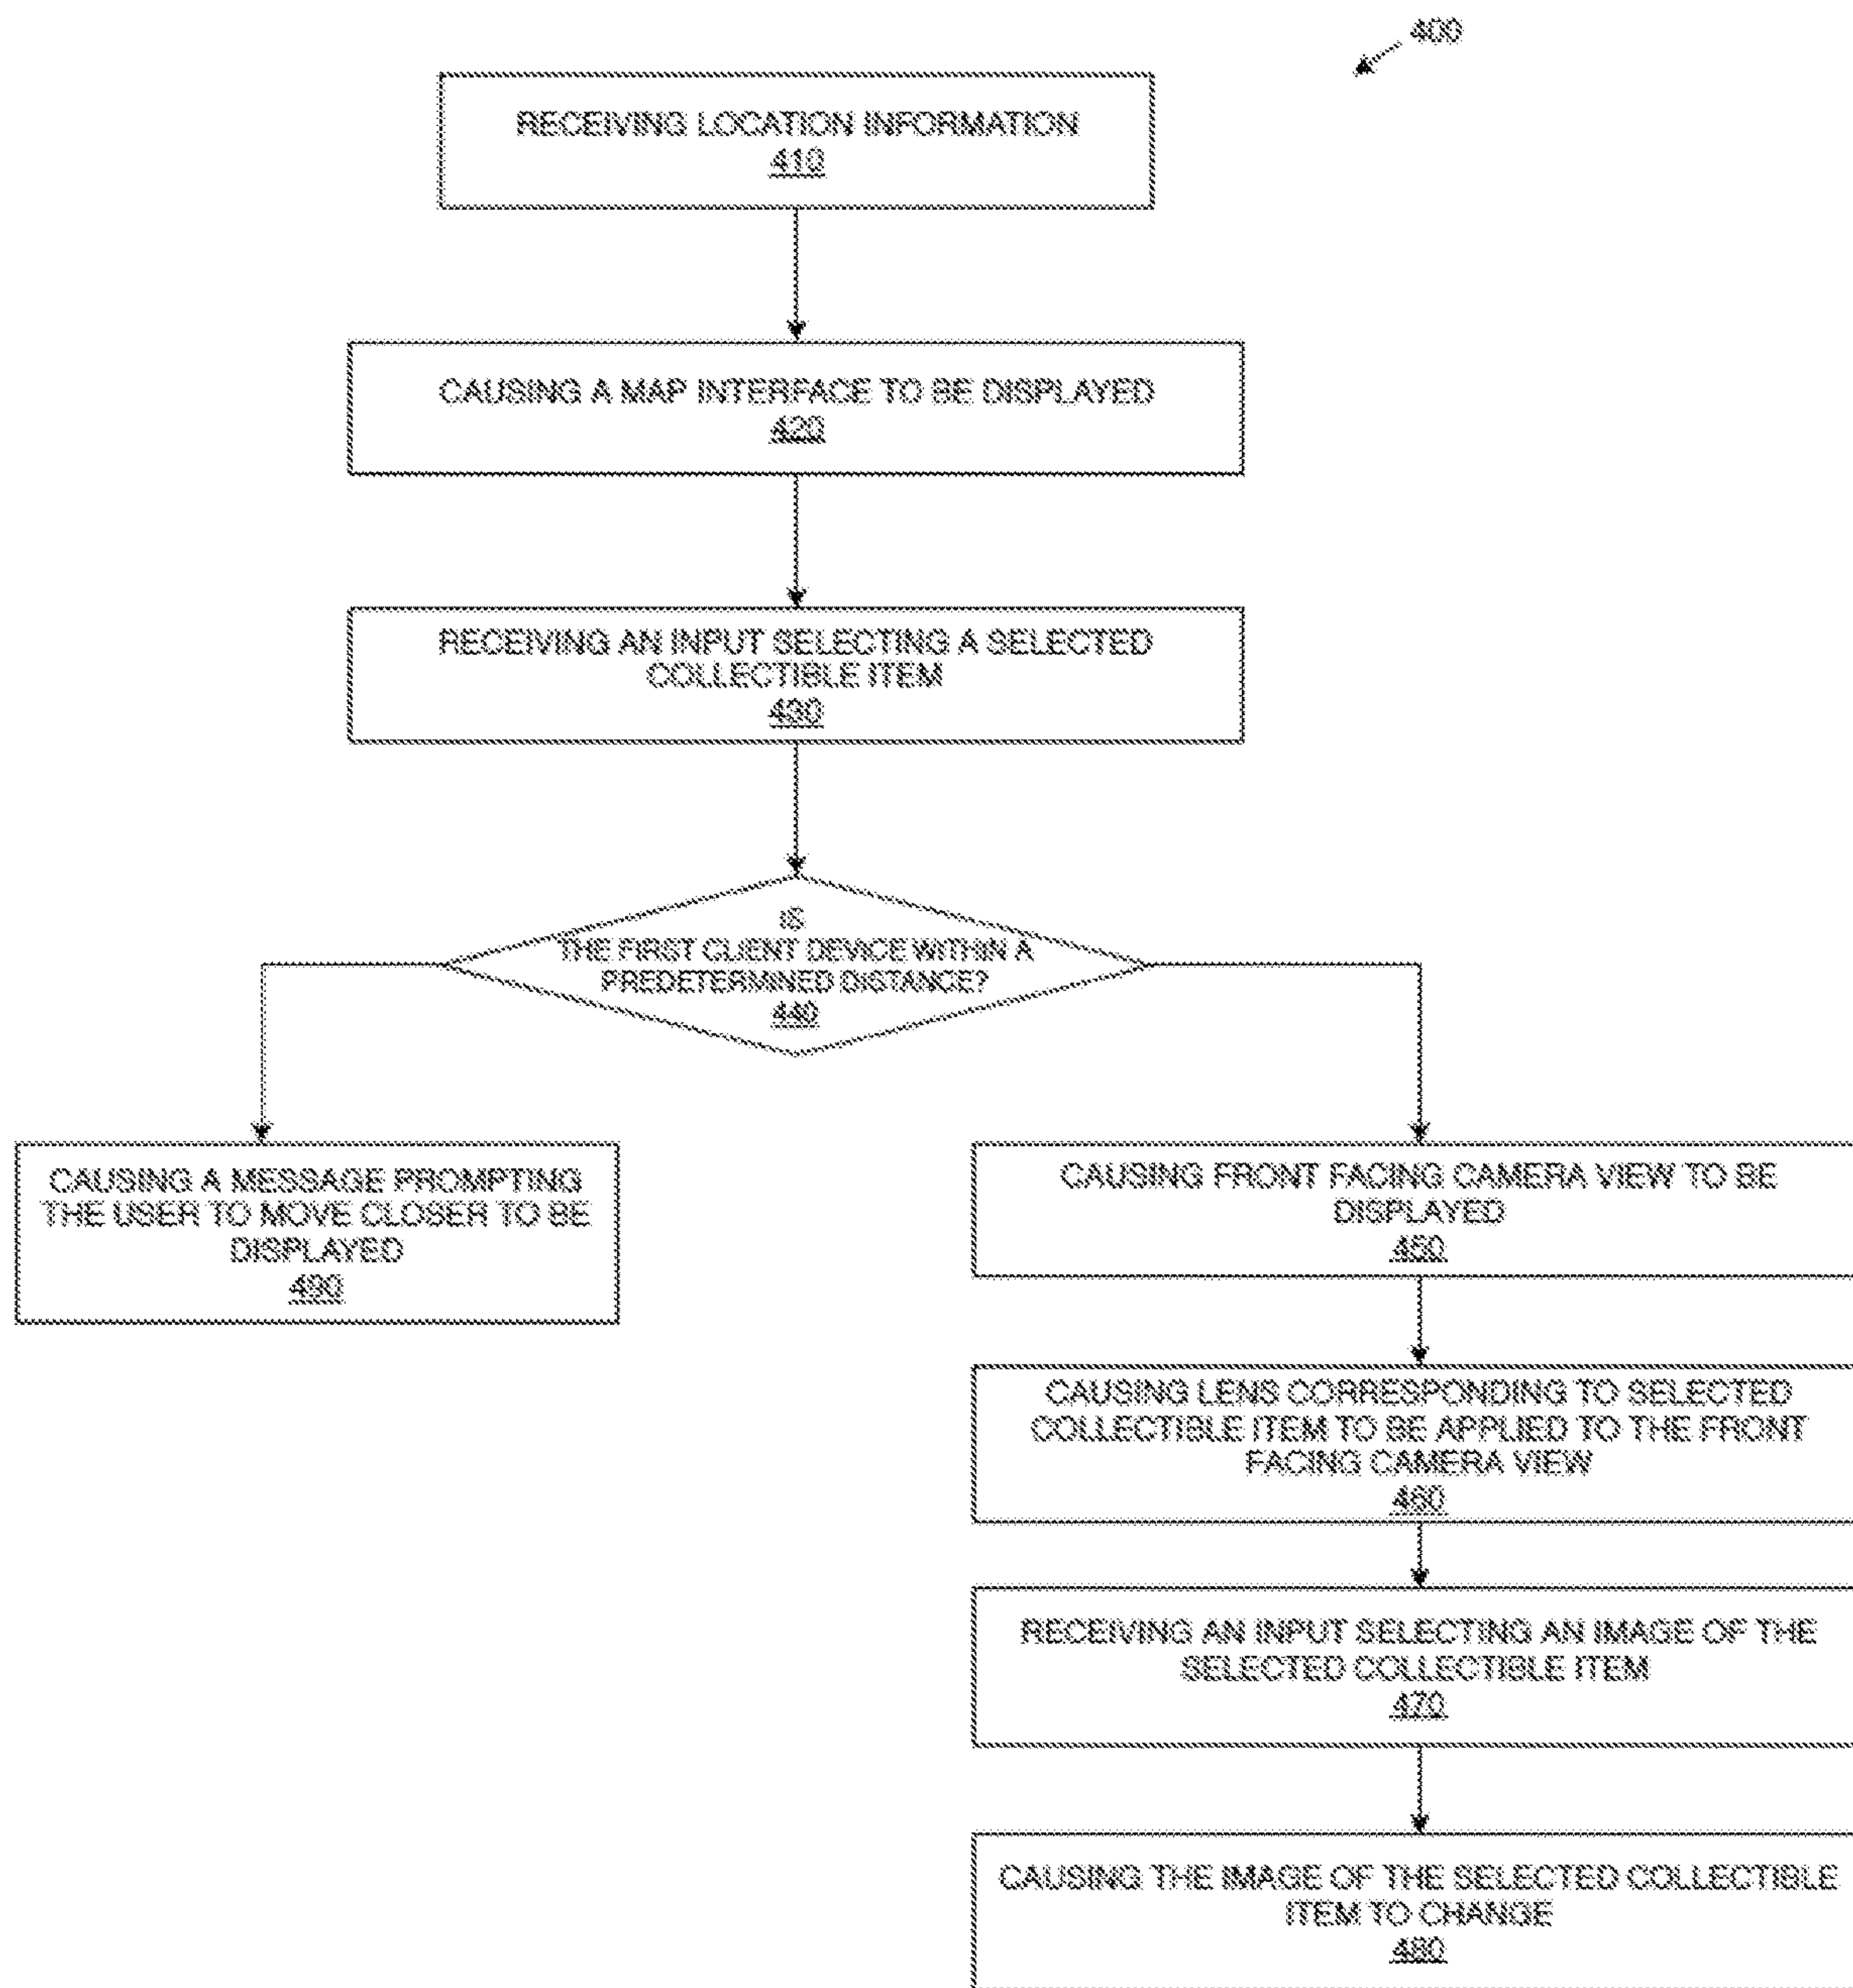 400
RECEIVING LOCATION INFORMATION
410
CAUSING A MAP INTERFACE TO BE DISPLAYED
420
RECEIVING AN INPUT SELECTING A SELECTED
COLLECTIBLE ITEM
430
IS
THE FIRST CLIENT DEVICE WITHIN A
PREDETERMINED DISTANCE?
440
CAUSING A MESSAGE PROMPTING
THE USER TO MOVE CLOSER TO BE
DISPLAYED
490
CAUSING FRONT FACING CAMERA VIEW TO BE
DISPLAYED
450
CAUSING LENS CORRESPONDING TO SELECTED
COLLECTIBLE ITEM TO BE APPLIED TO THE FRONT
FACING CAMERA VIEW
460
RECEIVING AN INPUT SELECTING AN IMAGE OF THE
SELECTED COLLECTIBLE ITEM
470
CAUSING THE IMAGE OF THE SELECTED COLLECTIBLE
ITEM TO CHANGE
480